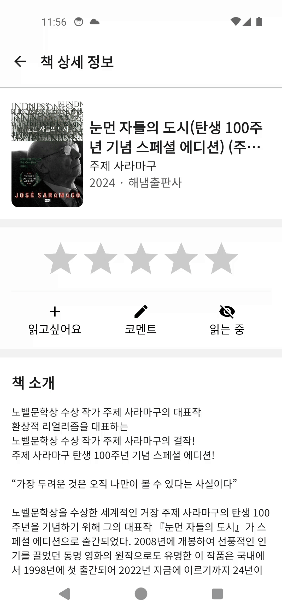 11:56
책 상세 정보
눈먼 자들의 도시
JOSÉ SARAMAGO
눈먼 자들의 도시(탄생 100주
년 기념 스페셜 에디션) (주…
주제 사라마구
2024 · 해냄출판사
읽고싶어요
코멘트
읽는 중
책 소개
노벨문학상 수상 작가 주제 사라마구의 대표작
환상적 리얼리즘을 대표하는
노벨문학상 수상 작가 주제 사라마구의 걸작!
주제 사라마구 탄생 100주년 기념 스페셜 에디션!
“가장 두려운 것은 오직 나만이 볼 수 있다는 사실이다”
노벨문학상을 수상한 세계적인 거장 주제 사라마구의 탄생 100
주년을 기념하기 위해 그의 대표작 『눈먼 자들의 도시』가 스
페셜 에디션으로 출간되었다. 2008년에 개봉하여 선풍적인 인
기를 끌었던 동명 영화의 원작으로도 유명한 이 작품은 국내에
서 1998년에 첫 출간되어 2022년 지금에 이르기까지 24년이